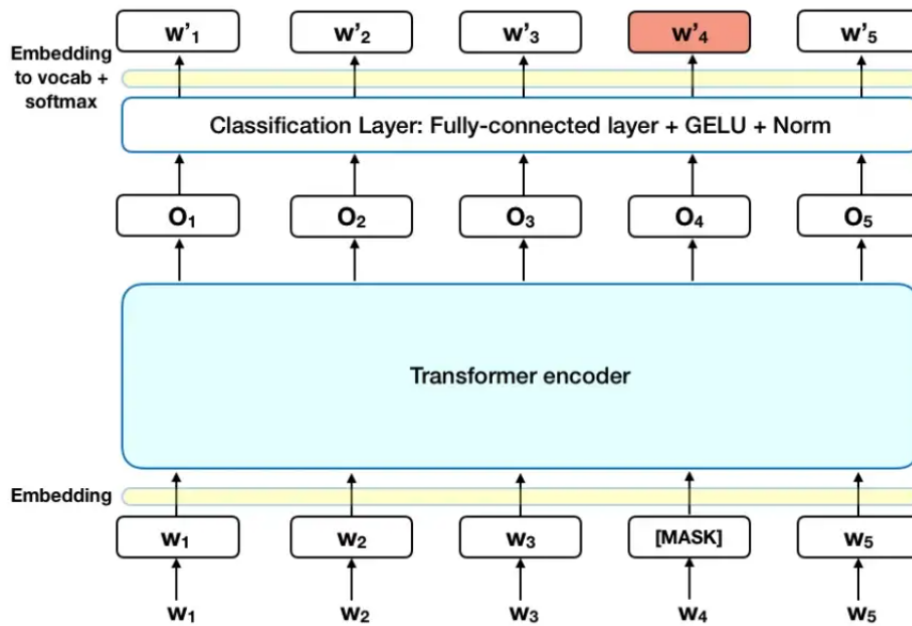 w’1 w’2 w’3 w’4 w’5
Embedding
to vocab +
softmax
Classification Layer: Fully-connected layer + GELU + Norm
O1 O2 O3 O4 O5
Transformer encoder
Embedding
W1 W2 W3 [MASK] W5
W1 W2 W3 W4 W5